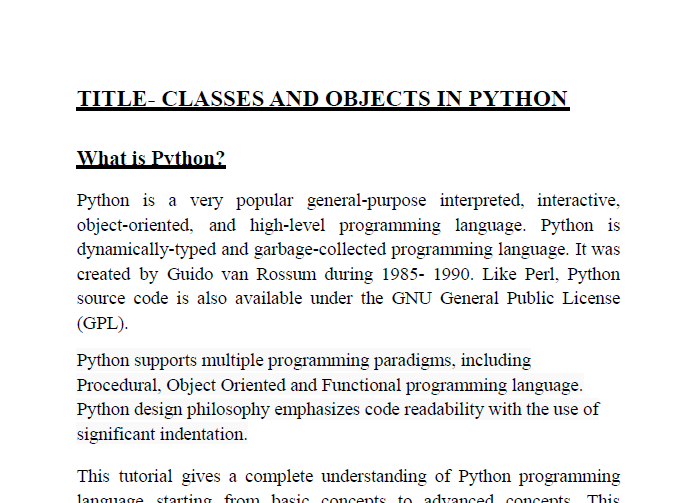 TITLE- CLASSES AND OBJECTS IN PYTHON
What is Python?
Python is a very popular general-purpose interpreted, interactive,
object-oriented, and high-level programming language. Python is
dynamically-typed and garbage-collected programming language. It was
created by Guido van Rossum during 1985- 1990. Like Perl, Python
source code is also available under the GNU General Public License
(GPL).
Python supports multiple programming paradigms, including
Procedural, Object Oriented and Functional programming language.
Python design philosophy emphasizes code readability with the use of
significant indentation.
This tutorial gives a complete understanding of Python programming
language starting from basic concepts to advanced concepts. This